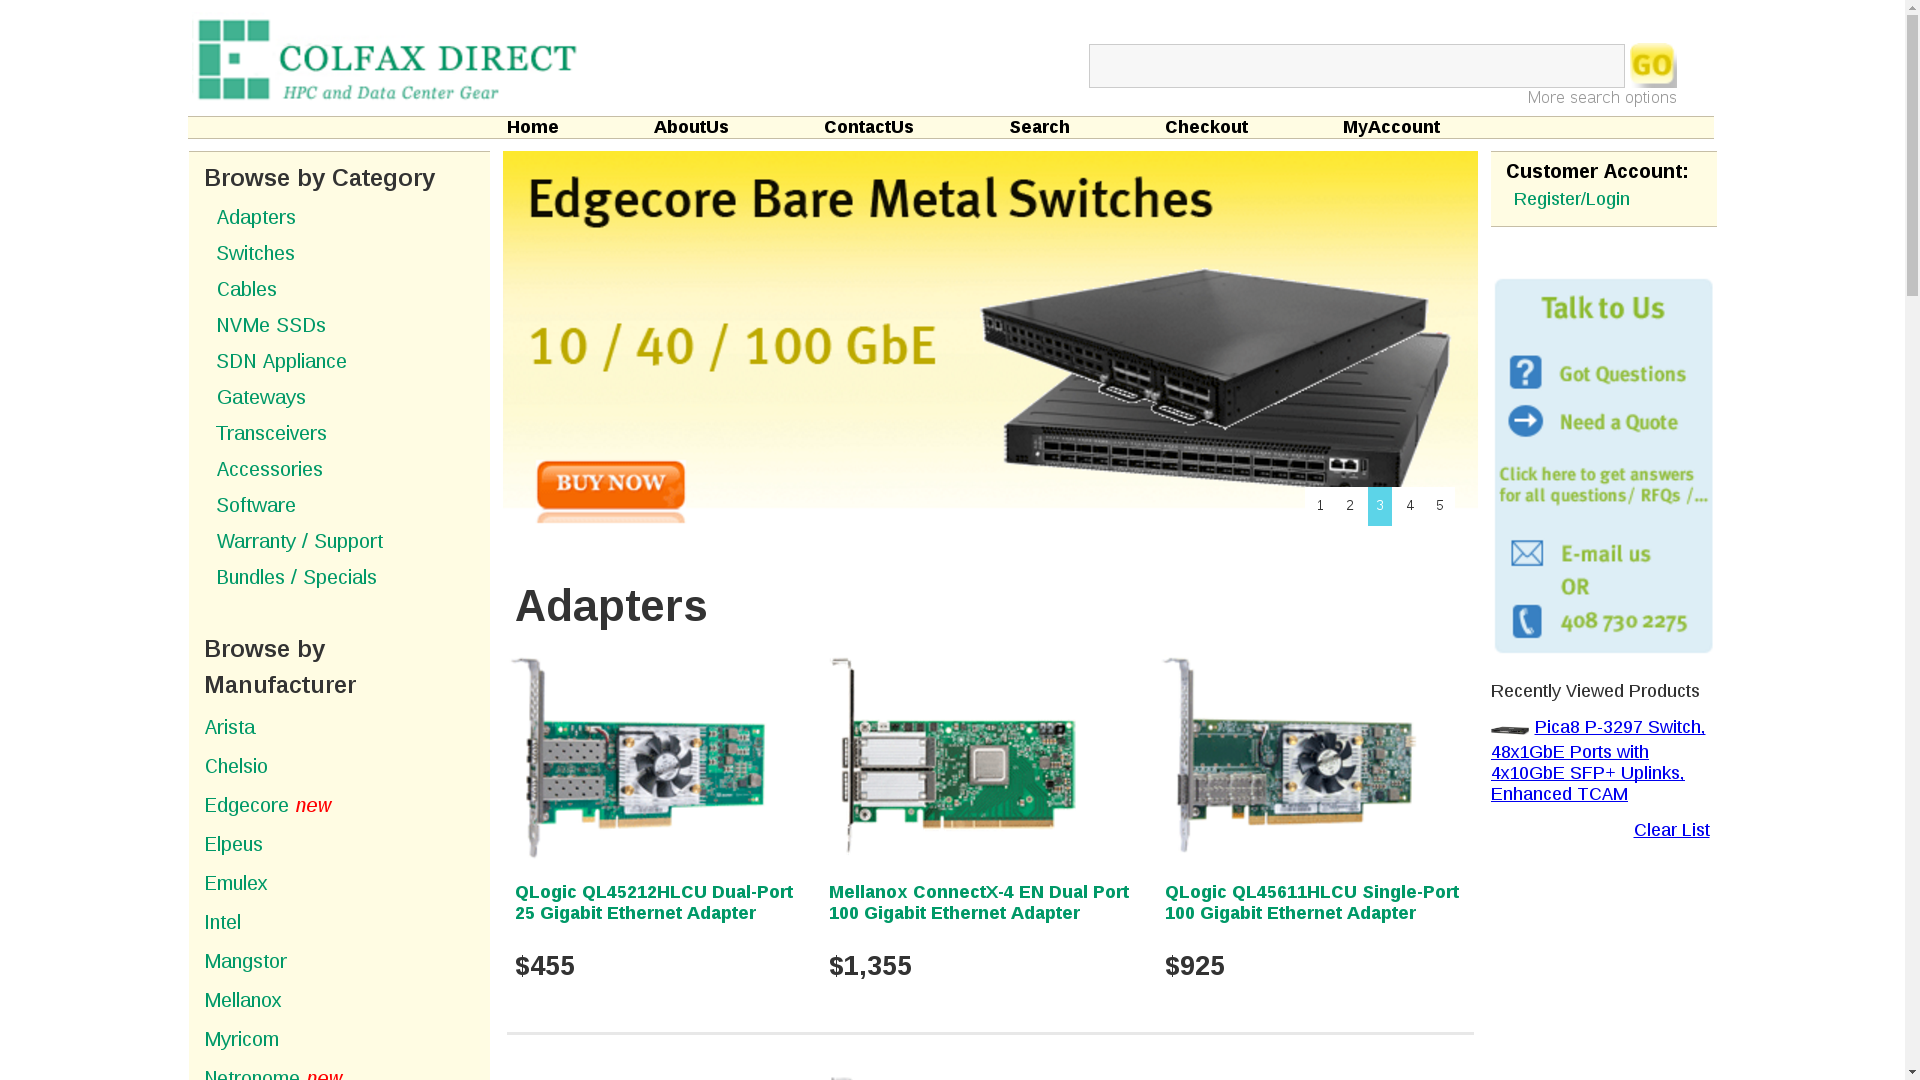 COLFAX DIRECT
HPC and Data Center Gear
GO
More search options
Home AboutUs ContactUs Search Checkout MyAccount
Browse by Category
Adapters
Switches
Cables
NVMe SSDs
SDN Appliance
Gateways
Transceivers
Accessories
Software
Warranty / Support
Bundles / Specials
Browse by
Manufacturer
Arista
Chelsio
Edgecore new
Elpeus
Emulex
Intel
Mangstor
Mellanox
Myricom
Netronome new
Edgecore Bare Metal Switches
10 / 40 / 100 GbE
BUY NOW
1 2 3 4 5
Adapters
QLogic QL45212HLCU Dual-Port
25 Gigabit Ethernet Adapter
$455
Mellanox ConnectX-4 EN Dual Port
100 Gigabit Ethernet Adapter
$1,355
QLogic QL45611HLCU Single-Port
100 Gigabit Ethernet Adapter
$925
Customer Account:
Register/Login
Talk to Us
Got Questions
Need a Quote
Click here to get answers
for all questions/ RFQs /...
E-mail us
OR
408 730 2275
Recently Viewed Products
Pica8 P-3297 Switch,
48x1GbE Ports with
4x10GbE SFP+ Uplinks,
Enhanced TCAM
Clear List